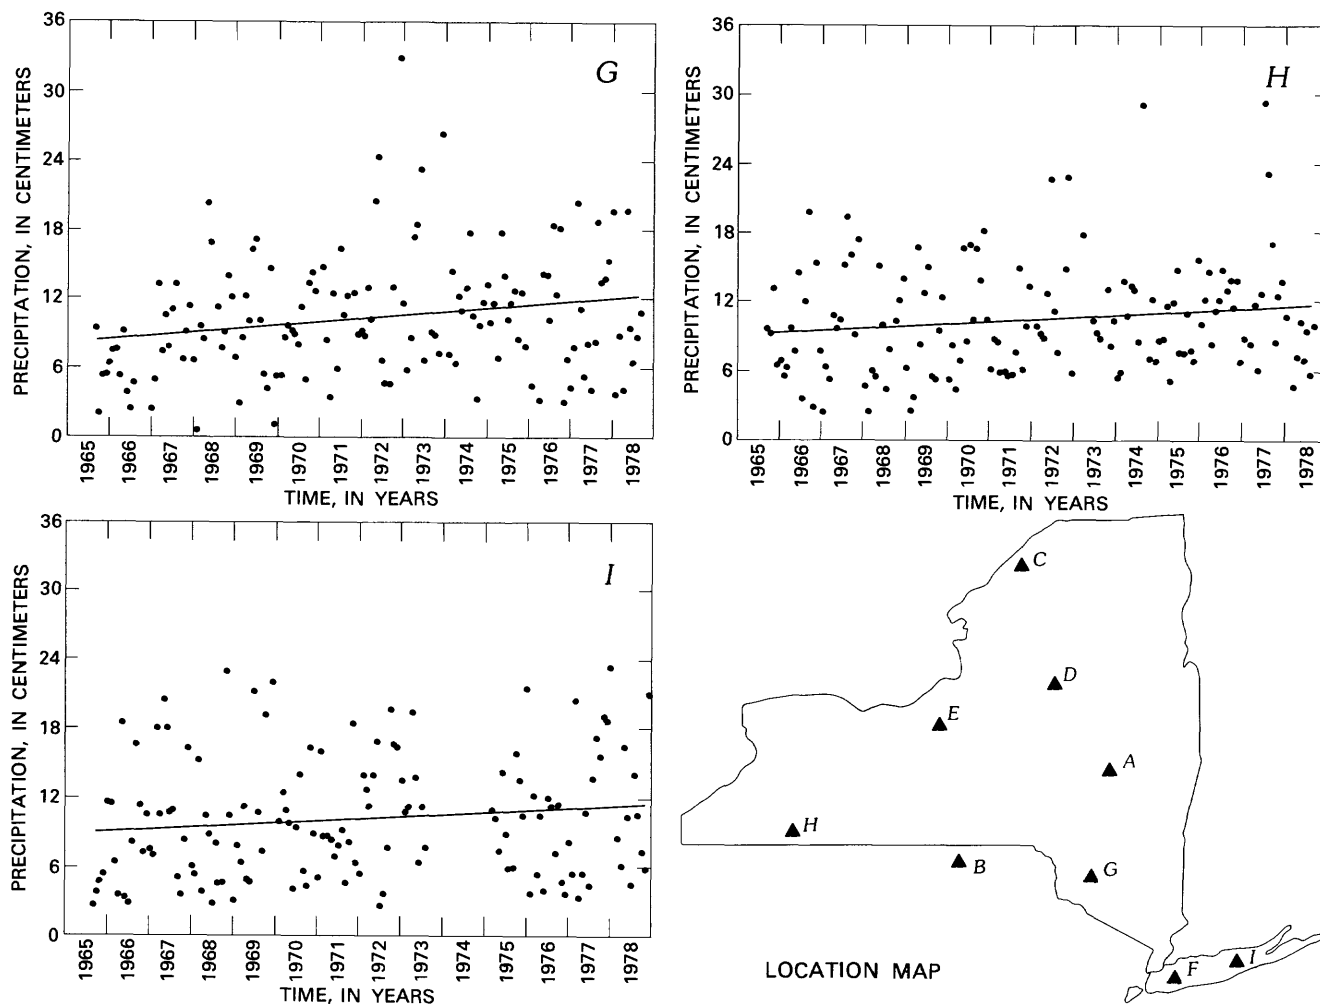 G
PRECIPITATION, IN CENTIMETERS
36
30
24
18
12
6
0
1965 1966 1967 1968 1969 1970 1971 1972 1973 1974 1975 1976 1977 1978
TIME, IN YEARS
H
PRECIPITATION, IN CENTIMETERS
36
30
24
18
12
6
0
1965 1966 1967 1968 1969 1970 1971 1972 1973 1974 1975 1976 1977 1978
TIME, IN YEARS
I
PRECIPITATION, IN CENTIMETERS
36
30
24
18
12
6
0
1965 1966 1967 1968 1969 1970 1971 1972 1973 1974 1975 1976 1977 1978
TIME, IN YEARS
C
D
E
A
H
B
G
F
I
LOCATION MAP